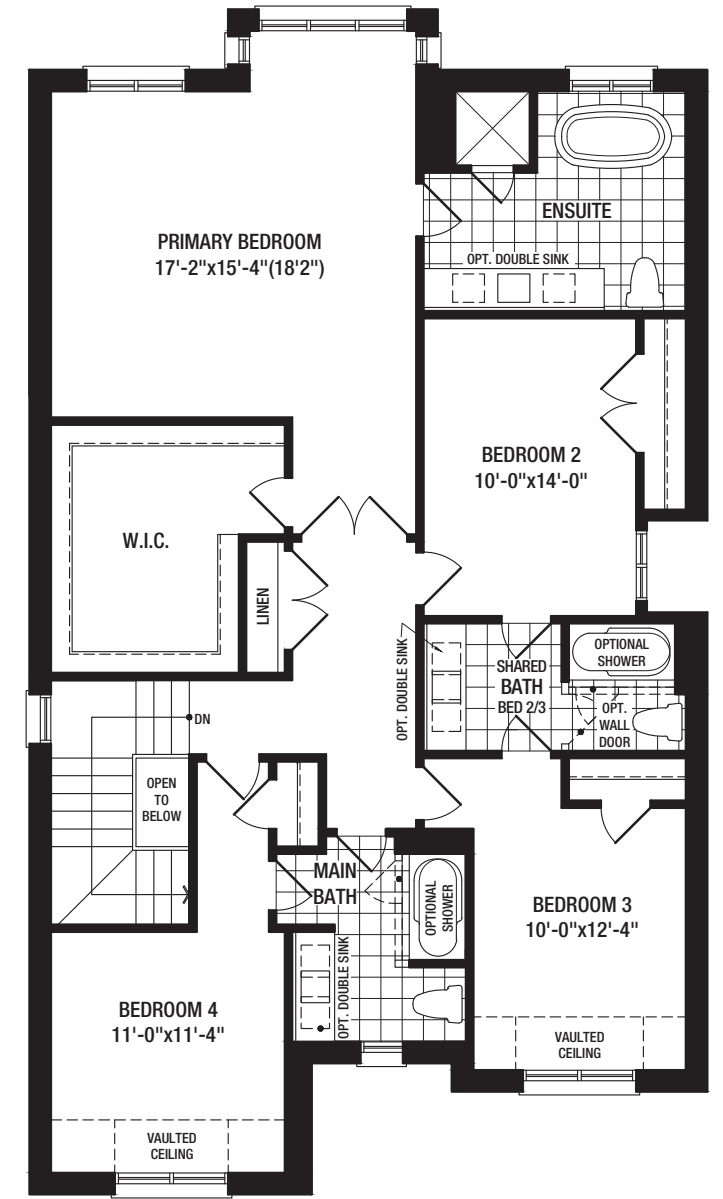 PRIMARY BEDROOM
17'-2"x15'-4"(18'2")
ENSUITE
OPT. DOUBLE SINK
BEDROOM 2
10'-0"x14'-0"
W.I.C.
LINEN
OPT. DOUBLE SINK
SHARED
BATH
BED 2/3
OPTIONAL
SHOWER
OPT.
WALL
DOOR
DN
OPEN
TO
BELOW
MAIN
BATH
OPTIONAL
SHOWER
OPT. DOUBLE SINK
BEDROOM 3
10'-0"x12'-4"
VAULTED
CEILING
BEDROOM 4
11'-0"x11'-4"
VAULTED
CEILING